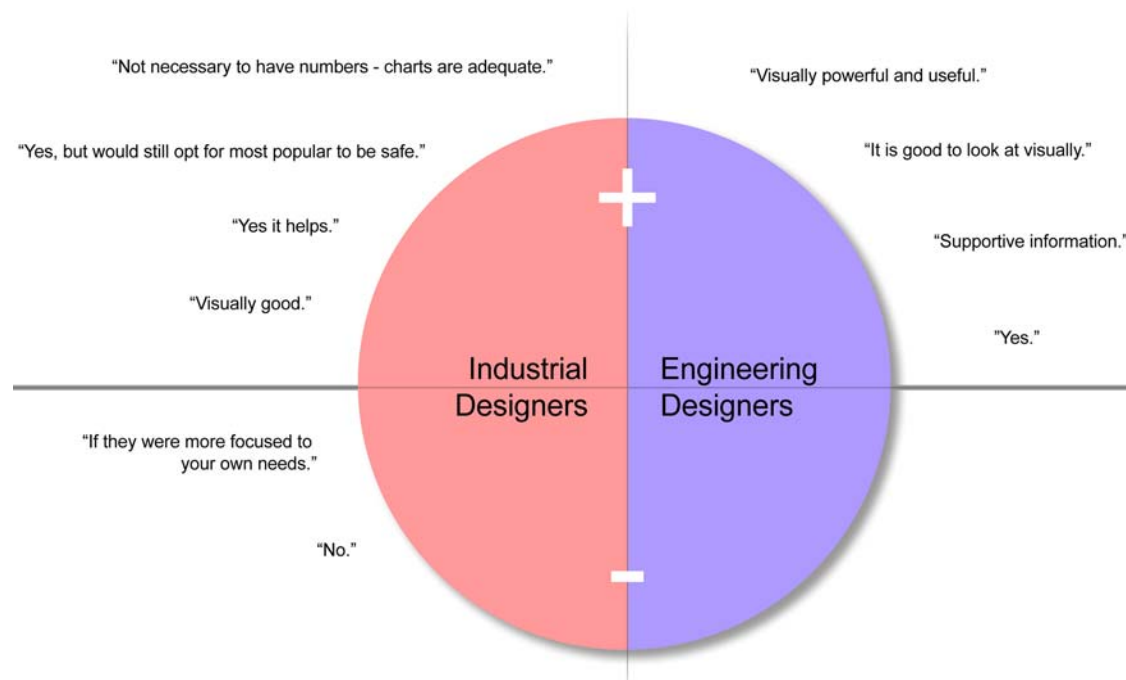 “Not necessary to have numbers - charts are adequate.”
“Visually powerful and useful.”
“Yes, but would still opt for most popular to be safe.”
“It is good to look at visually.”
“Yes it helps.”
“Supportive information.”
“Visually good.”
”Yes.”
Industrial
Designers
Engineering
Designers
“If they were more focused to
your own needs.”
“No.”